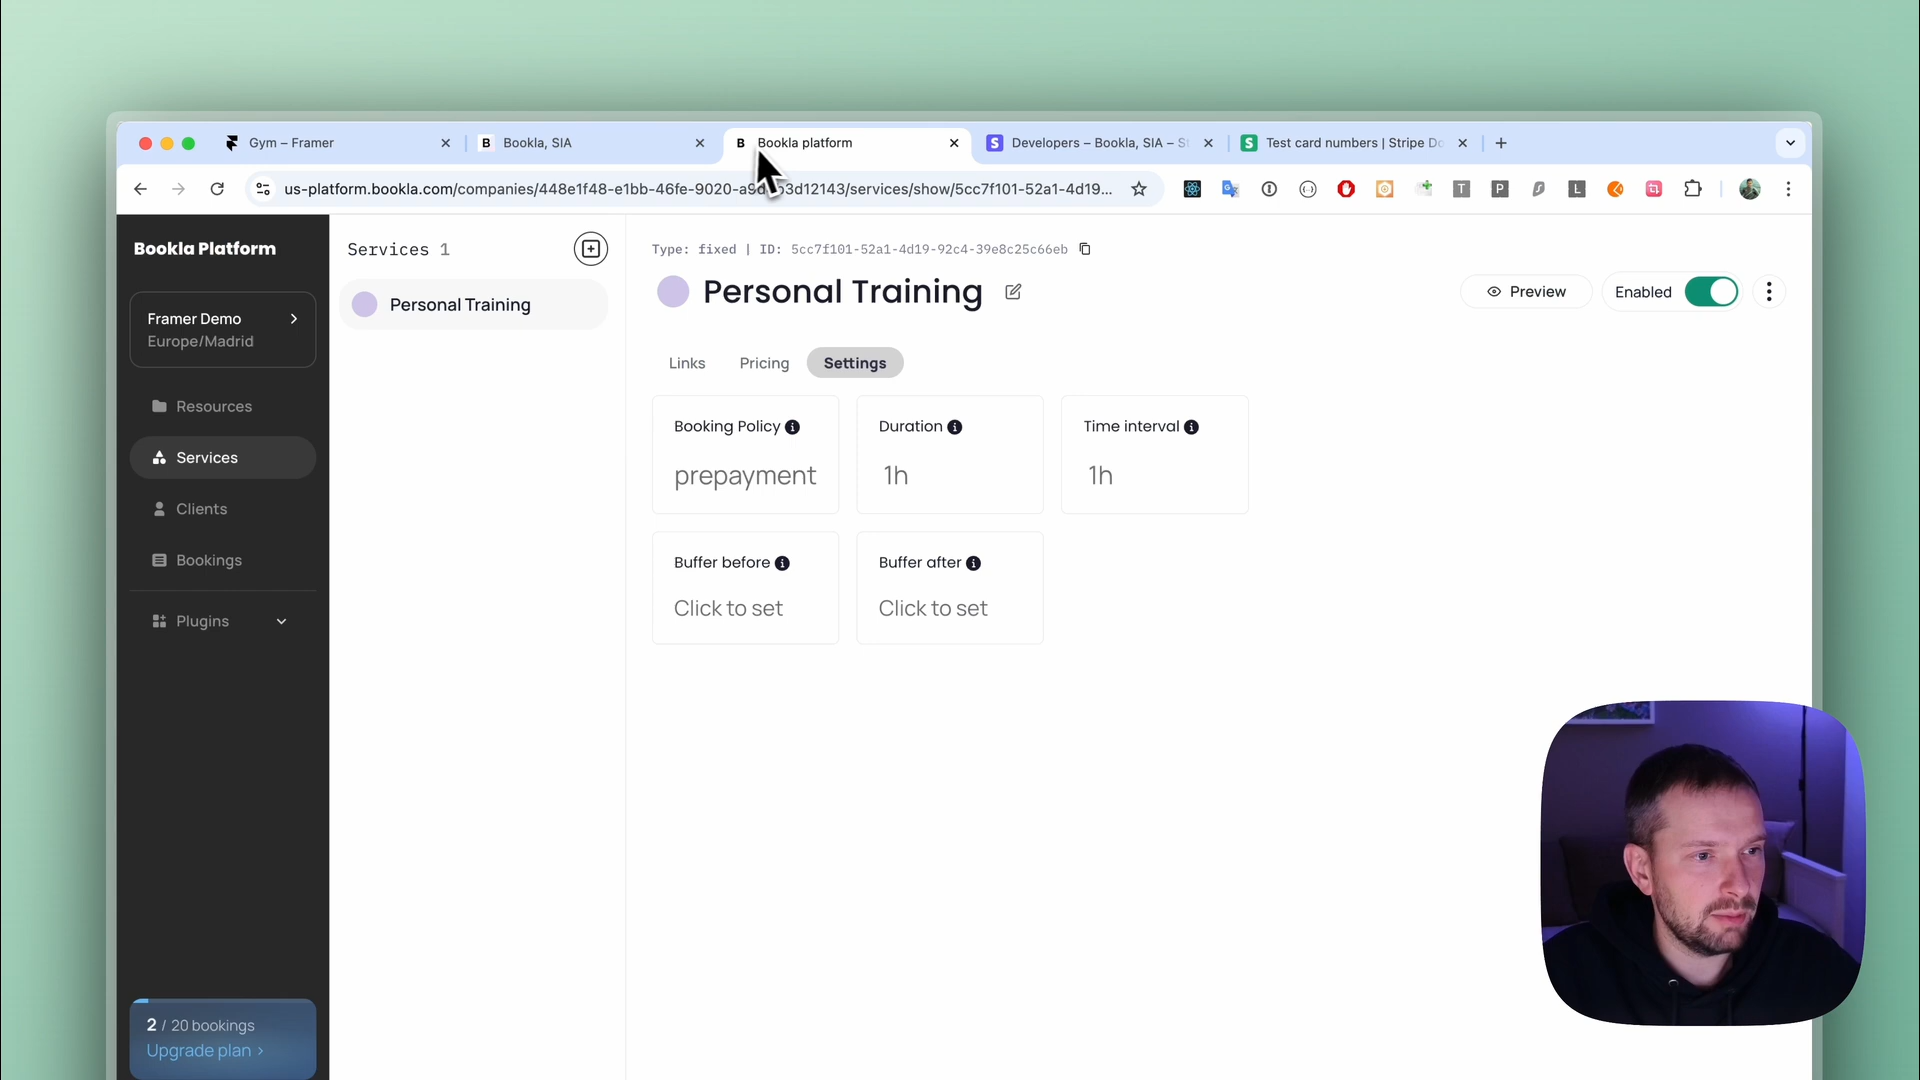 Gym – Framer
B Bookla, SIA
B Bookla platform
S Developers – Bookla, SIA – St
S Test card numbers | Stripe Do
us-platform.bookla.com/companies/448e1f48-e1bb-46fe-9020-a9 3d12143/services/show/5cc7f101-52a1-4d19...
T
P
L
Bookla Platform
Framer Demo
Europe/Madrid
Resources
Services
Clients
Bookings
Plugins
2 / 20 bookings
Upgrade plan >
Services 1
Personal Training
Type: fixed | ID: 5cc7f101-52a1-4d19-92c4-39e8c25c66eb
Personal Training
Preview
Enabled
Links
Pricing
Settings
Booking Policy
prepayment
Duration
1h
Time interval
1h
Buffer before
Click to set
Buffer after
Click to set